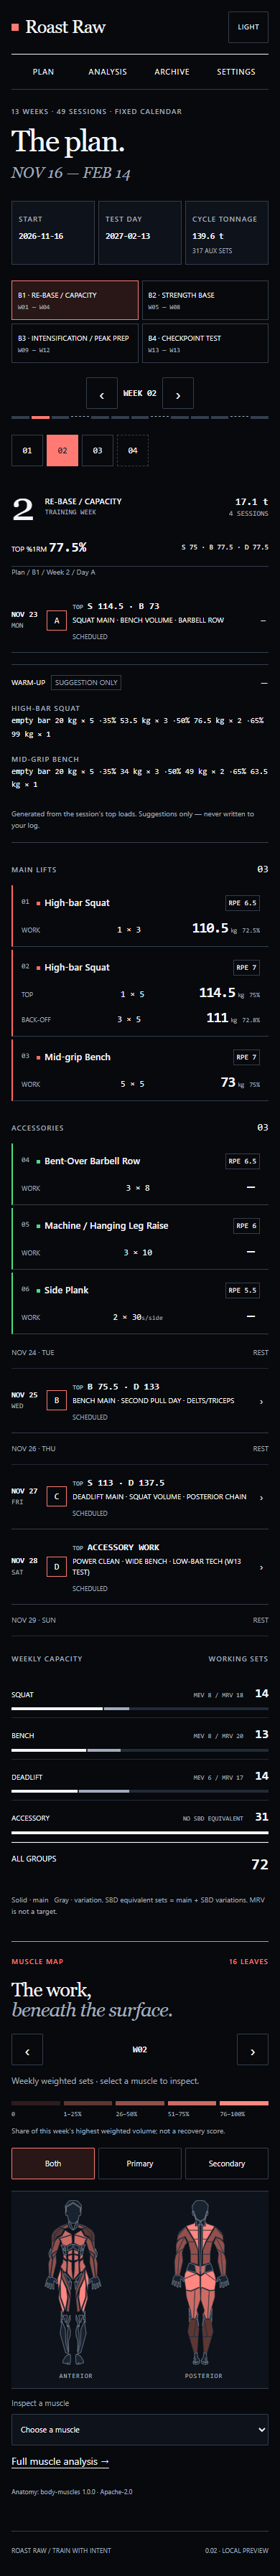 Roast Raw
LIGHT
PLAN ANALYSIS ARCHIVE SETTINGS
13 WEEKS · 49 SESSIONS · FIXED CALENDAR
The plan.
NOV 16 — FEB 14
START
2026-11-16
TEST DAY
2027-02-13
CYCLE TONNAGE
139.6 t
317 AUX SETS
B1 · RE-BASE / CAPACITY
W01 — W04
B2 · STRENGTH BASE
W05 — W08
B3 · INTENSIFICATION / PEAK PREP
W09 — W12
B4 · CHECKPOINT TEST
W13 — W13
‹ WEEK 02 ›
01 02 03 04
2
RE-BASE / CAPACITY
TRAINING WEEK
17.1 t
4 SESSIONS
TOP %1RM 77.5%
S 75 · B 77.5 · D 77.5
Plan / B1 / Week 2 / Day A
NOV 23
MON
A
TOP S 114.5 · B 73
SQUAT MAIN · BENCH VOLUME · BARBELL ROW
SCHEDULED
—
WARM-UP SUGGESTION ONLY —
HIGH-BAR SQUAT
empty bar 20 kg × 5 ·35% 53.5 kg × 3 ·50% 76.5 kg × 2 ·65%
99 kg × 1
MID-GRIP BENCH
empty bar 20 kg × 5 ·35% 34 kg × 3 ·50% 49 kg × 2 ·65% 63.5
kg × 1
Generated from the session's top loads. Suggestions only — never written to
your log.
MAIN LIFTS 03
01 High-bar Squat RPE 6.5
WORK 1 × 3 110.5 kg 72.5%
02 High-bar Squat RPE 7
TOP 1 × 5 114.5 kg 75%
BACK-OFF 3 × 5 111 kg 72.8%
03 Mid-grip Bench RPE 7
WORK 5 × 5 73 kg 75%
ACCESSORIES 03
04 Bent-Over Barbell Row RPE 6.5
WORK 3 × 8 —
05 Machine / Hanging Leg Raise RPE 6
WORK 3 × 10 —
06 Side Plank RPE 5.5
WORK 2 × 30s/side —
NOV 24 · TUE REST
NOV 25
WED
B
TOP B 75.5 · D 133
BENCH MAIN · SECOND PULL DAY · DELTS/TRICEPS
SCHEDULED
›
NOV 26 · THU REST
NOV 27
FRI
C
TOP S 113 · D 137.5
DEADLIFT MAIN · SQUAT VOLUME · POSTERIOR CHAIN
SCHEDULED
›
NOV 28
SAT
D
TOP ACCESSORY WORK
POWER CLEAN · WIDE BENCH · LOW-BAR TECH (W13
TEST)
SCHEDULED
›
NOV 29 · SUN REST
WEEKLY CAPACITY WORKING SETS
SQUAT MEV 8 / MRV 18 14
BENCH MEV 8 / MRV 20 13
DEADLIFT MEV 6 / MRV 17 14
ACCESSORY NO SBD EQUIVALENT 31
ALL GROUPS 72
Solid · main Gray · variation. SBD equivalent sets = main + SBD variations. MRV
is not a target.
MUSCLE MAP 16 LEAVES
The work,
beneath the surface.
‹ W02 ›
Weekly weighted sets · select a muscle to inspect.
0 1–25% 26–50% 51–75% 76–100%
Share of this week's highest weighted volume; not a recovery score.
Both Primary Secondary
ANTERIOR POSTERIOR
Inspect a muscle
Choose a muscle
Full muscle analysis →
Anatomy: body-muscles 1.0.0 · Apache-2.0
ROAST RAW / TRAIN WITH INTENT 0.02 · LOCAL PREVIEW